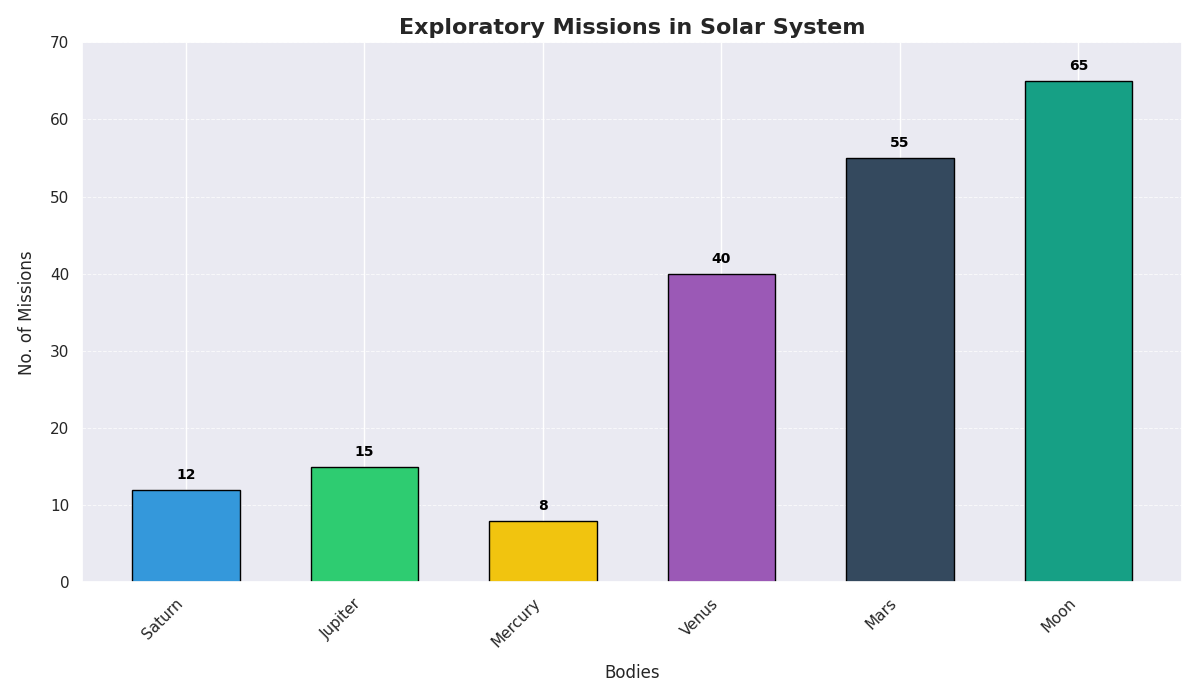 Exploratory Missions in Solar System
No. of Missions
70
60
50
40
30
20
10
0
12
15
8
40
55
65
Saturn
Jupiter
Mercury
Venus
Mars
Moon
Bodies